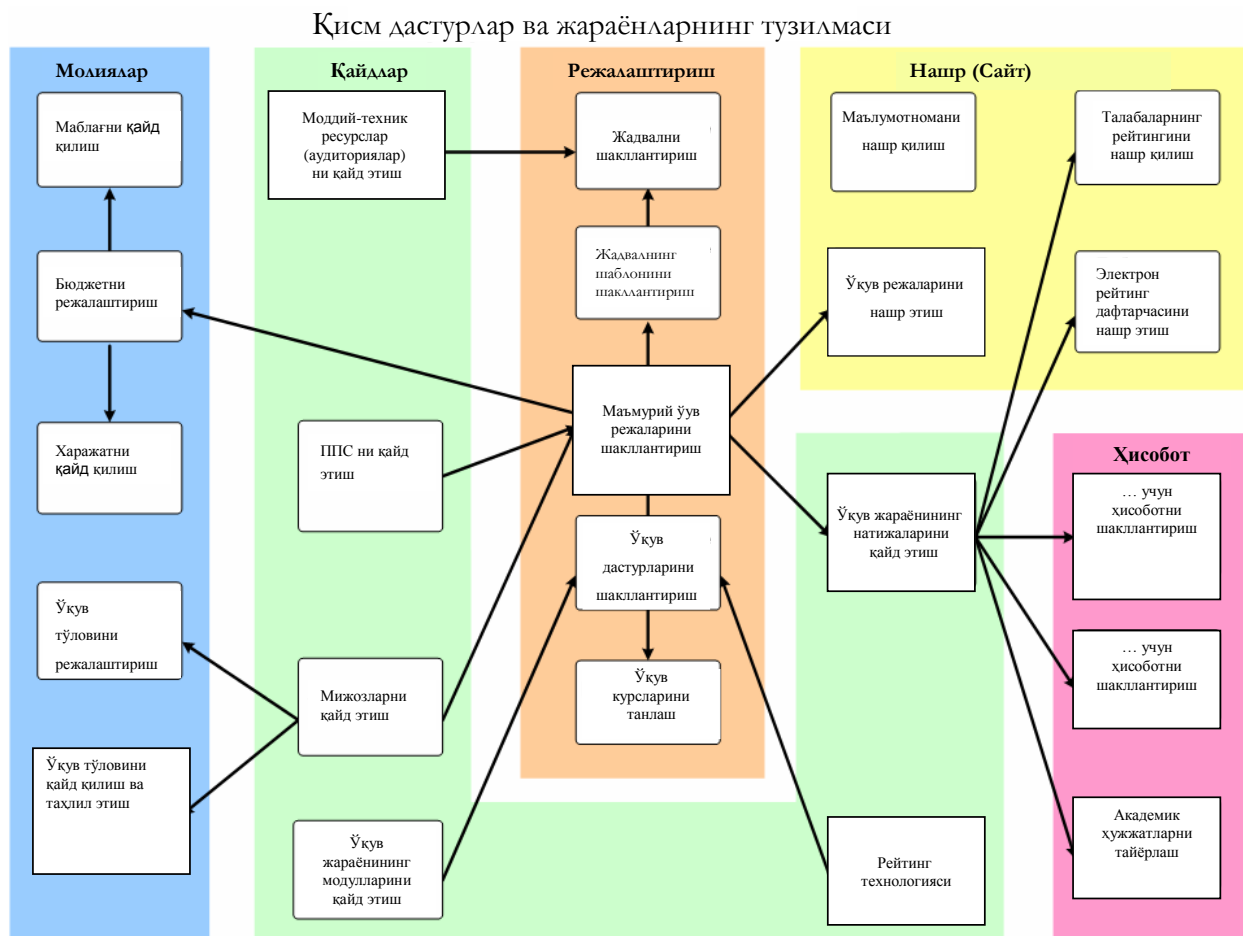 Қисм дастурлар ва жараёнларнинг тузилмаси
Молиялар
Маблағни қайд
қилиш
Бюджетни
режалаштириш
Харажатни
қайд қилиш
Ўқув
тўловини
режалаштириш
Ўқув тўловини
қайд қилиш ва
таҳлил этиш
Қайдлар
Моддий-техник
ресурслар
(аудиториялар)
ни қайд этиш
ППС ни қайд
этиш
Мижозларни
қайд этиш
Ўқув
жараёнининг
модулларини
қайд этиш
Режалаштириш
Жадвални
шакллантириш
Жадвалнинг
шаблонини
шакллантириш
Маъмурий ўув
режаларини
шакллантириш
Ўқув
дастурларини
шакллантириш
Ўқув
курсларини
танлаш
Нашр (Сайт)
Маълумотномани
нашр қилиш
Талабаларнинг
рейтингини
нашр қилиш
Ўқув режаларини
нашр этиш
Электрон
рейтинг
дафтарчасини
нашр этиш
Ўқув жараёнининг
натижаларини
қайд этиш
Рейтинг
технологияси
Ҳисобот
… учун
ҳисоботни
шакллантириш
… учун
ҳисоботни
шакллантириш
Академик
ҳужжатларни
тайёрлаш